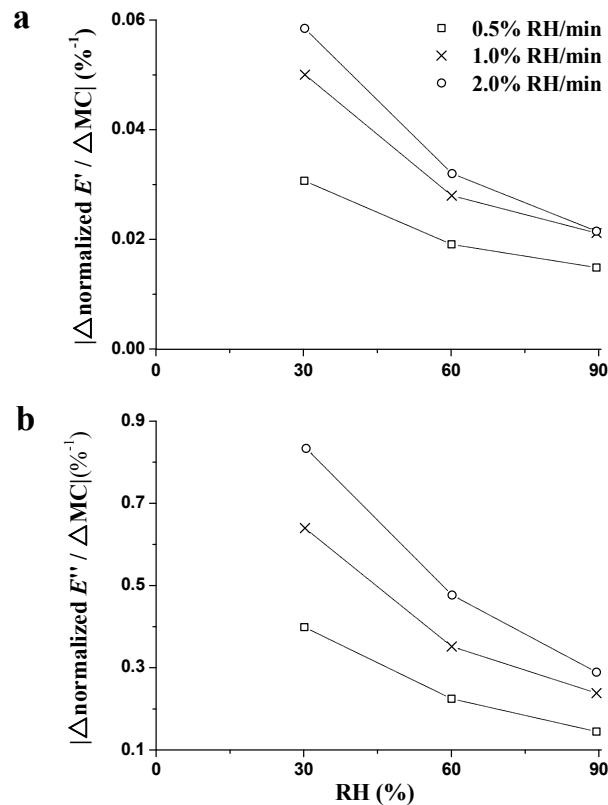 a
0.06
0.5% RH/min
1.0% RH/min
2.0% RH/min
0.04
0.02
0.00
|△normalized E' / △MC| (%⁻¹)
0 30 60 90
b
0.9
0.7
0.5
0.3
0.1
|△normalized E'' / △MC|(%⁻¹)
0 30 60 90
RH (%)